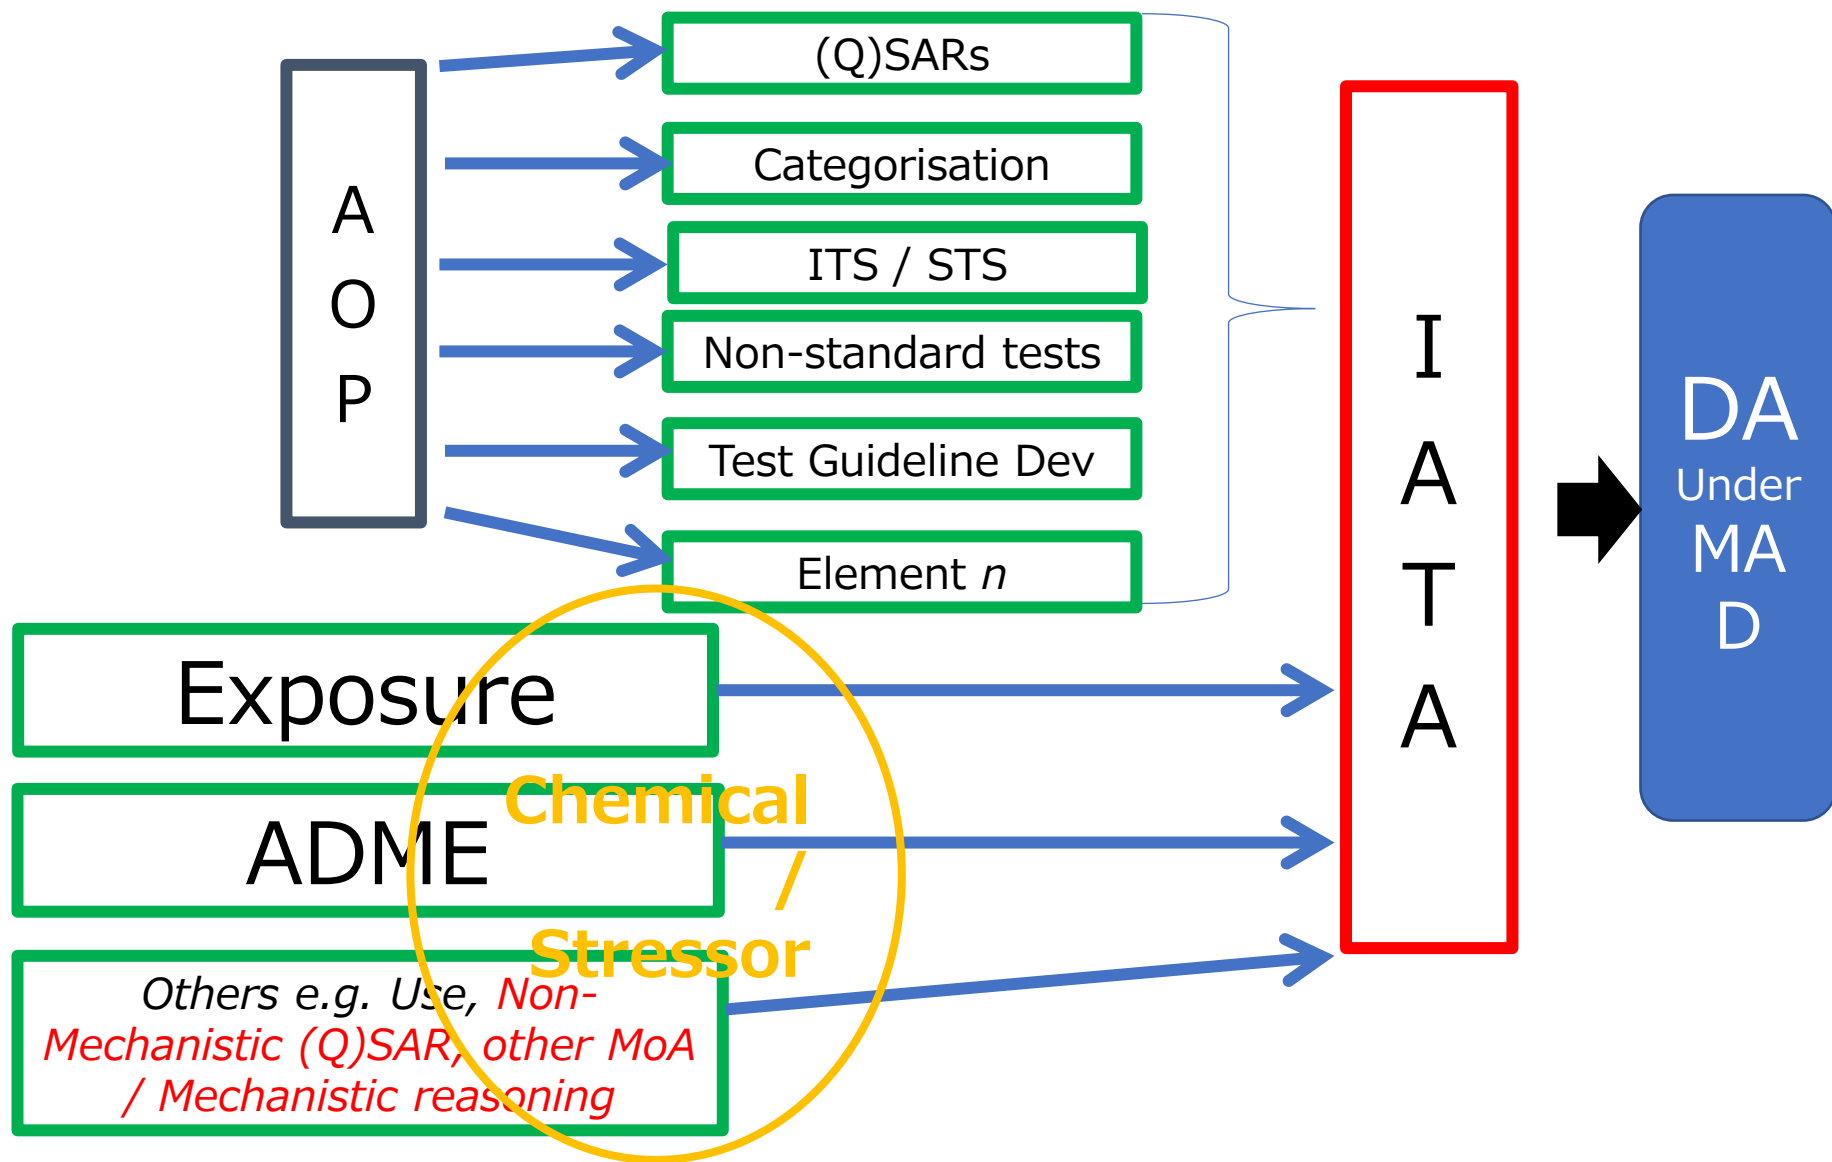 A
O
P
(Q)SARs
Categorisation
ITS / STS
Non-standard tests
Test Guideline Dev
Element n
Exposure
ADME
Others e.g. Use, Non-
Mechanistic (Q)SAR, other MoA
/ Mechanistic reasoning
Chemical
/
Stressor
I
A
T
A
DA
Under
MA
D